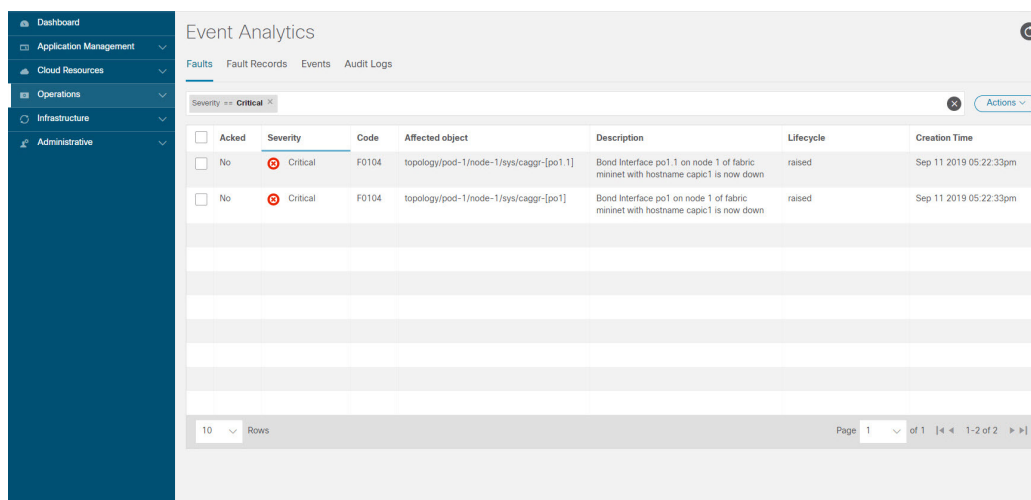 Dashboard
Application Management
Cloud Resources
Operations
Infrastructure
Administrative
Event Analytics
Faults Fault Records Events Audit Logs
Severity == Critical ×
Actions
Acked Severity Code Affected object Description Lifecycle Creation Time
No Critical F0104 topology/pod-1/node-1/sys/caggr-[po1.1] Bond Interface po1.1 on node 1 of fabric raised Sep 11 2019 05:22:33pm
mininet with hostname capic1 is now down
No Critical F0104 topology/pod-1/node-1/sys/caggr-[po1] Bond Interface po1 on node 1 of fabric raised Sep 11 2019 05:22:33pm
mininet with hostname capic1 is now down
10 Rows Page 1 of 1 1-2 of 2